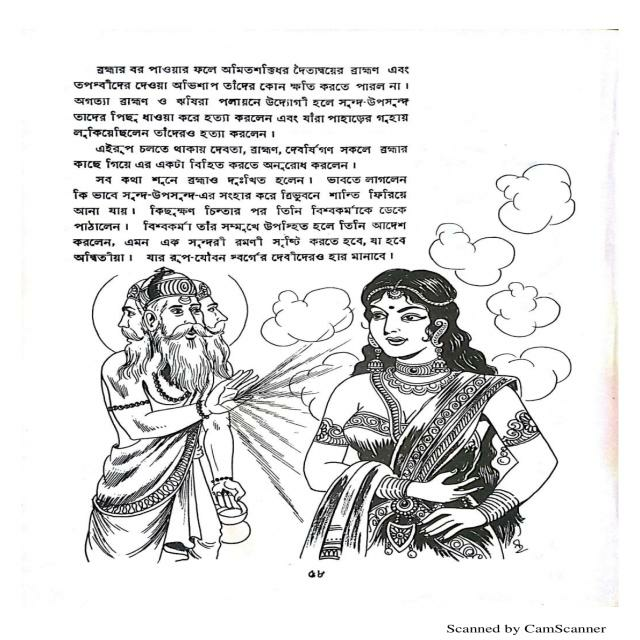 ব্রহ্মার বর পাওয়ার ফলে অমিতশক্তিধর দৈত্যদ্বয়ের ব্রাহ্মণ এবং
তপস্বীদের দেওয়া অভিশাপ তাঁদের কোন ক্ষতি করতে পারল না।
অগত্যা ব্রাহ্মণ ও ঋষিরা পলায়নে উদ্যোগী হলে সুন্দ-উপসুন্দ
তাদের পিছু ধাওয়া করে হত্যা করলেন এবং যাঁরা পাহাড়ের গুহায়
লুকিয়েছিলেন তাঁদেরও হত্যা করলেন।
এইরূপ চলতে থাকায় দেবতা, ব্রাহ্মণ, দেবর্ষিগণ সকলে ব্রহ্মার
কাছে গিয়ে এর একটা বিহিত করতে অনুরোধ করলেন।
সব কথা শুনে ব্রহ্মাও দুঃখিত হলেন। ভাবতে লাগলেন
কি ভাবে সুন্দ-উপসুন্দ-এর সংহার করে ত্রিভুবনে শান্তি ফিরিয়ে
আনা যায়। কিছুক্ষণ চিন্তার পর তিনি বিশ্বকর্মাকে ডেকে
পাঠালেন। বিশ্বকর্মা তাঁর সম্মুখে উপস্থিত হলে তিনি আদেশ
করলেন, এমন এক সুন্দরী রমণী সৃষ্টি করতে হবে, যা হবে
অদ্বিতীয়া। যার রূপ-যৌবন স্বর্গের দেবীদেরও হার মানাবে।
৫৮
Scanned by CamScanner